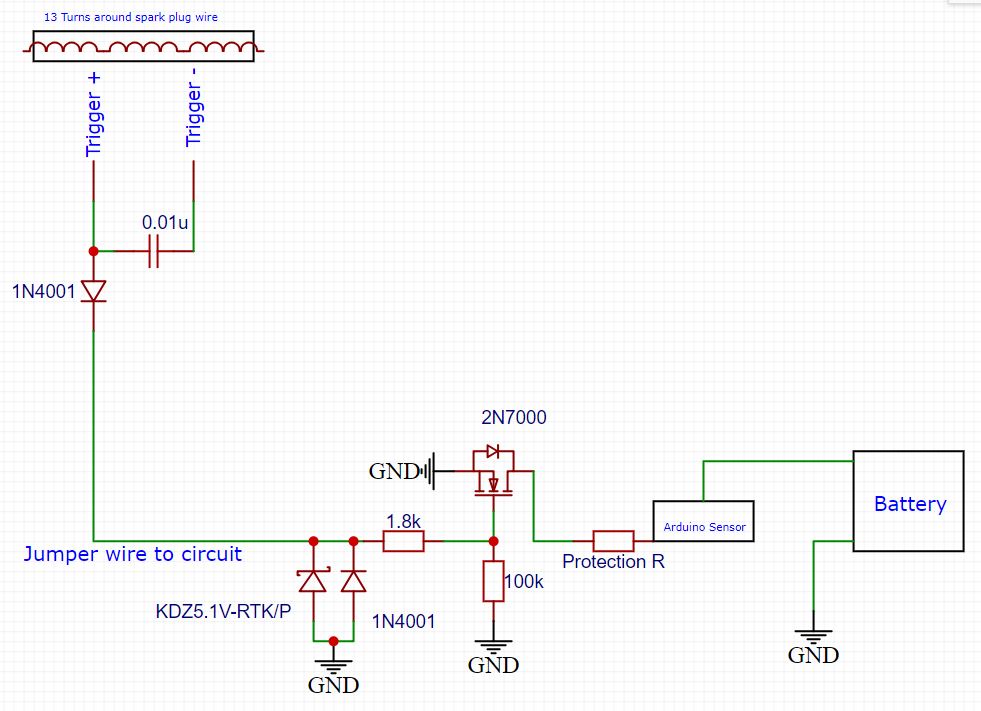 13 Turns around spark plug wire
Trigger +
Trigger -
0.01u
1N4001
2N7000
GND
Battery
1.8k
Arduino Sensor
Jumper wire to circuit
Protection R
100k
KDZ5.1V-RTK/P
1N4001
GND
GND
GND